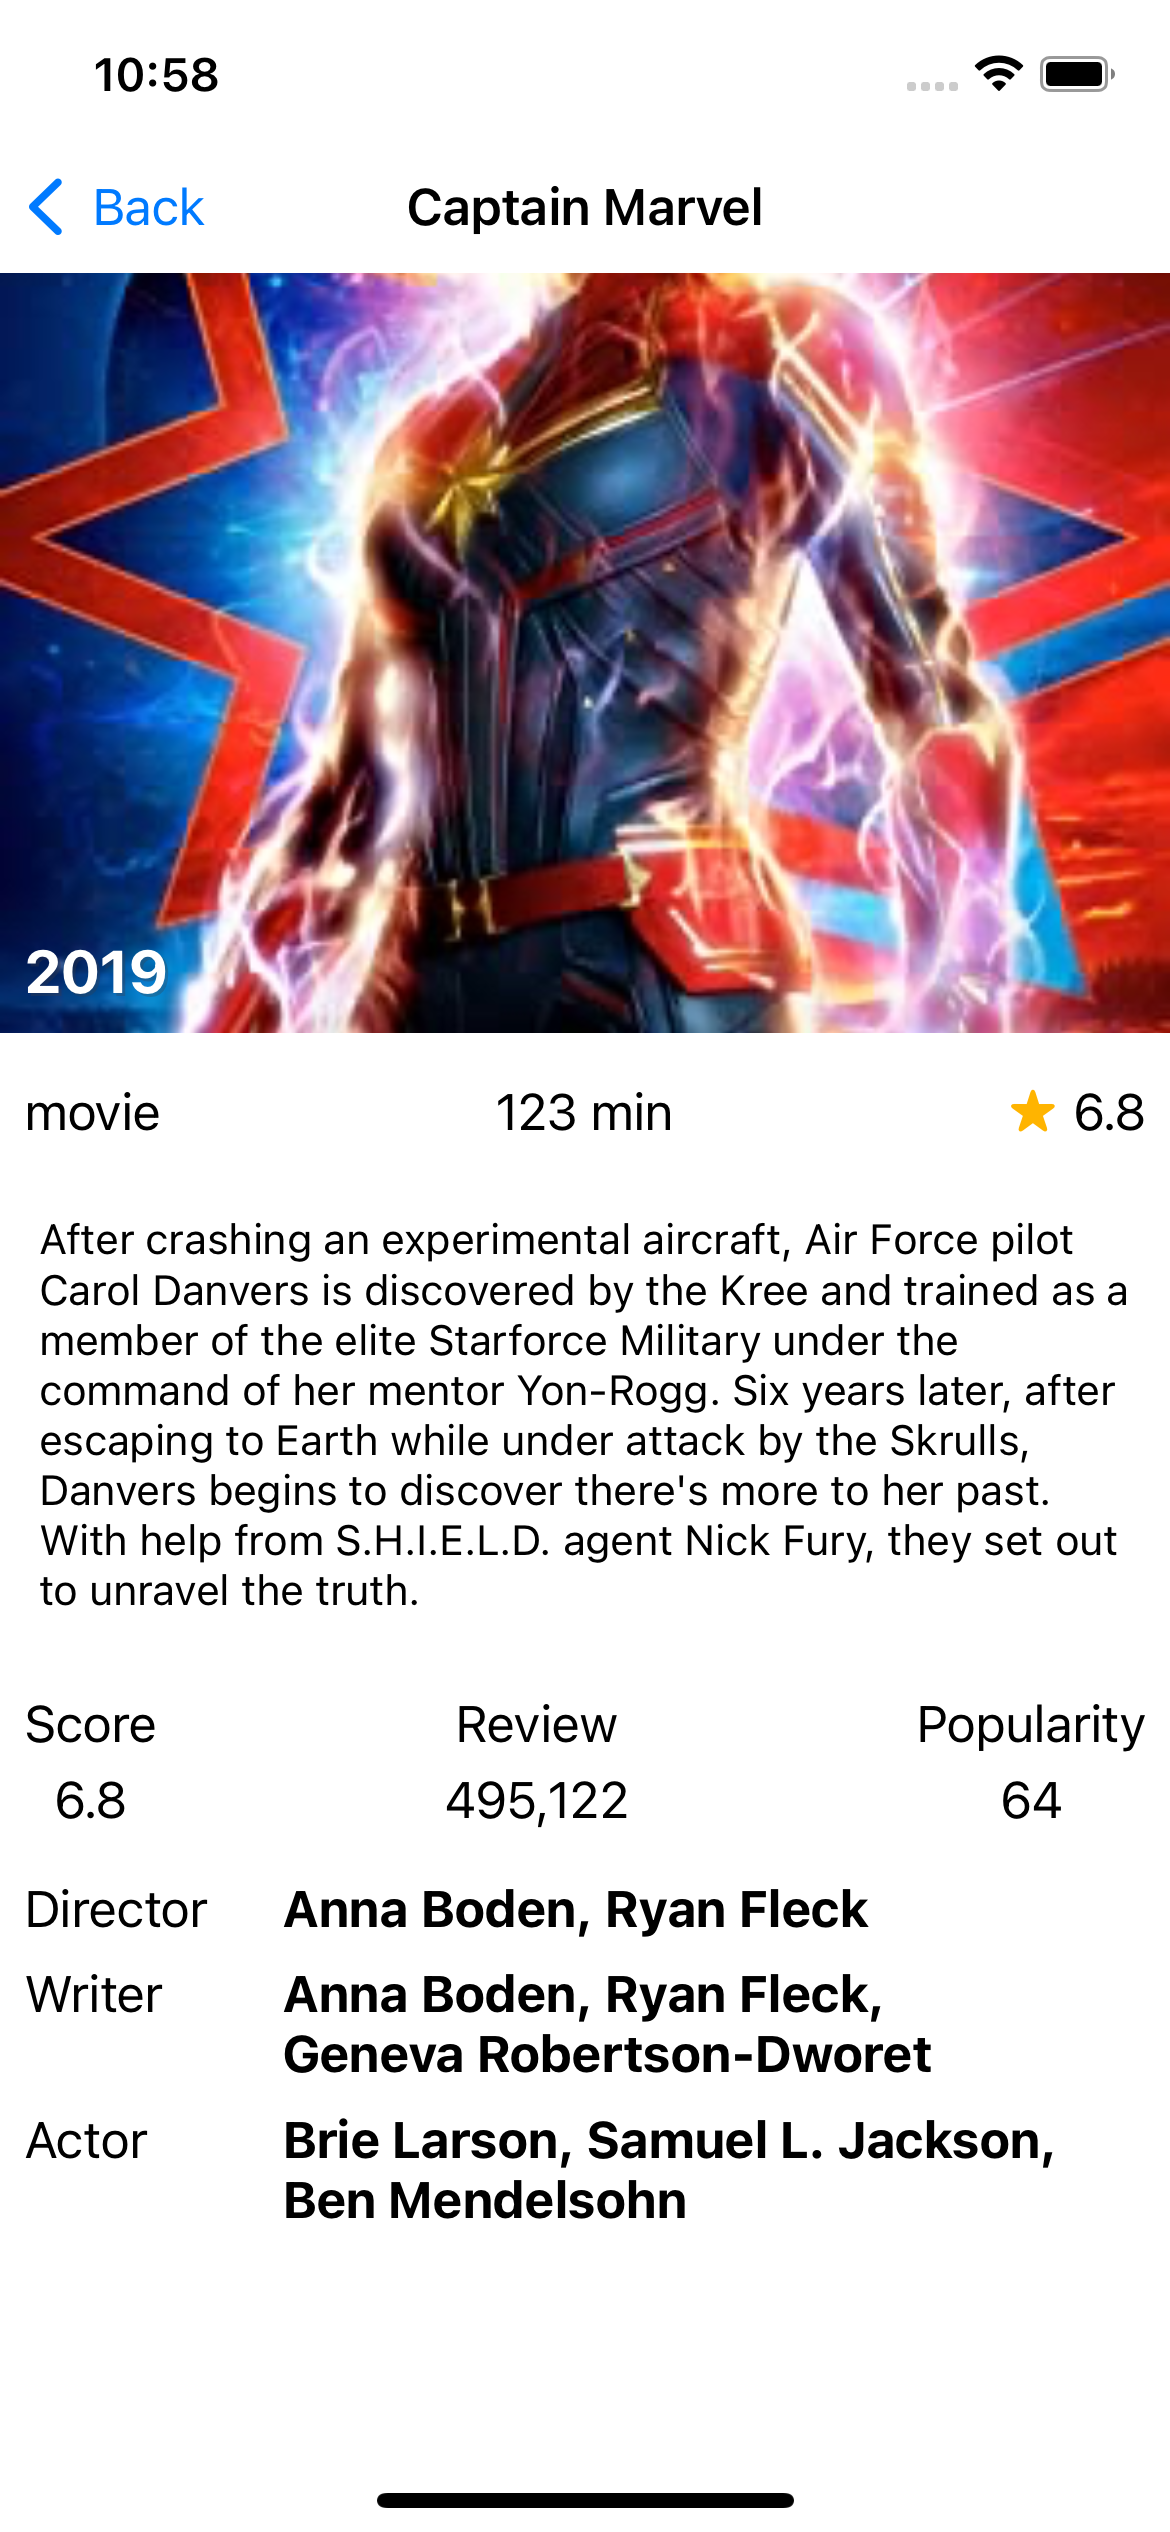 10:58
Back
Captain Marvel
2019
movie
123 min
6.8
After crashing an experimental aircraft, Air Force pilot
Carol Danvers is discovered by the Kree and trained as a
member of the elite Starforce Military under the
command of her mentor Yon-Rogg. Six years later, after
escaping to Earth while under attack by the Skrulls,
Danvers begins to discover there's more to her past.
With help from S.H.I.E.L.D. agent Nick Fury, they set out
to unravel the truth.
Score
Review
Popularity
6.8
495,122
64
Director
Anna Boden, Ryan Fleck
Writer
Anna Boden, Ryan Fleck,
Geneva Robertson-Dworet
Actor
Brie Larson, Samuel L. Jackson,
Ben Mendelsohn